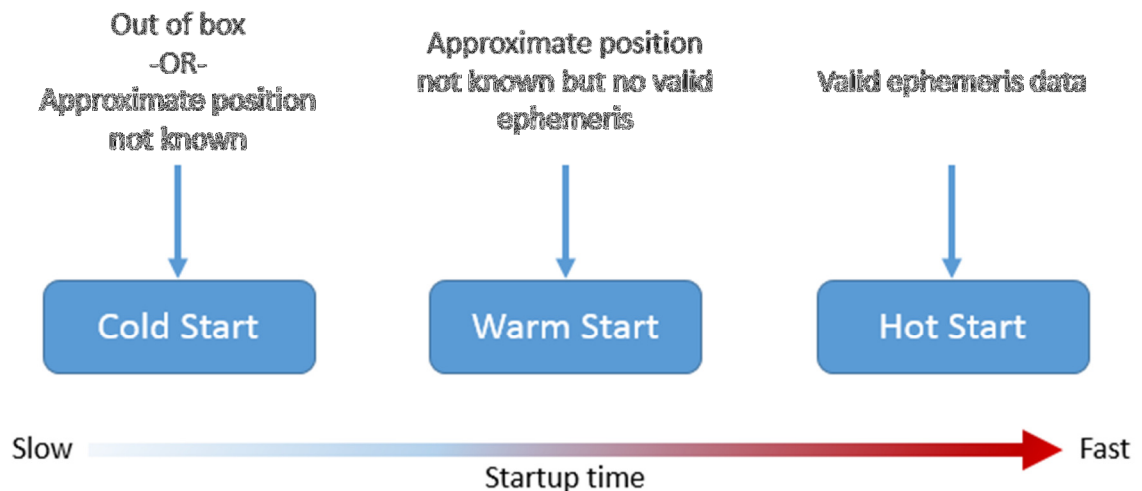 Out of box
-OR-
Approximate position
not known
Approximate position
not known but no valid
ephemeris
Valid ephemeris data
Cold Start
Warm Start
Hot Start
Slow
Fast
Startup time